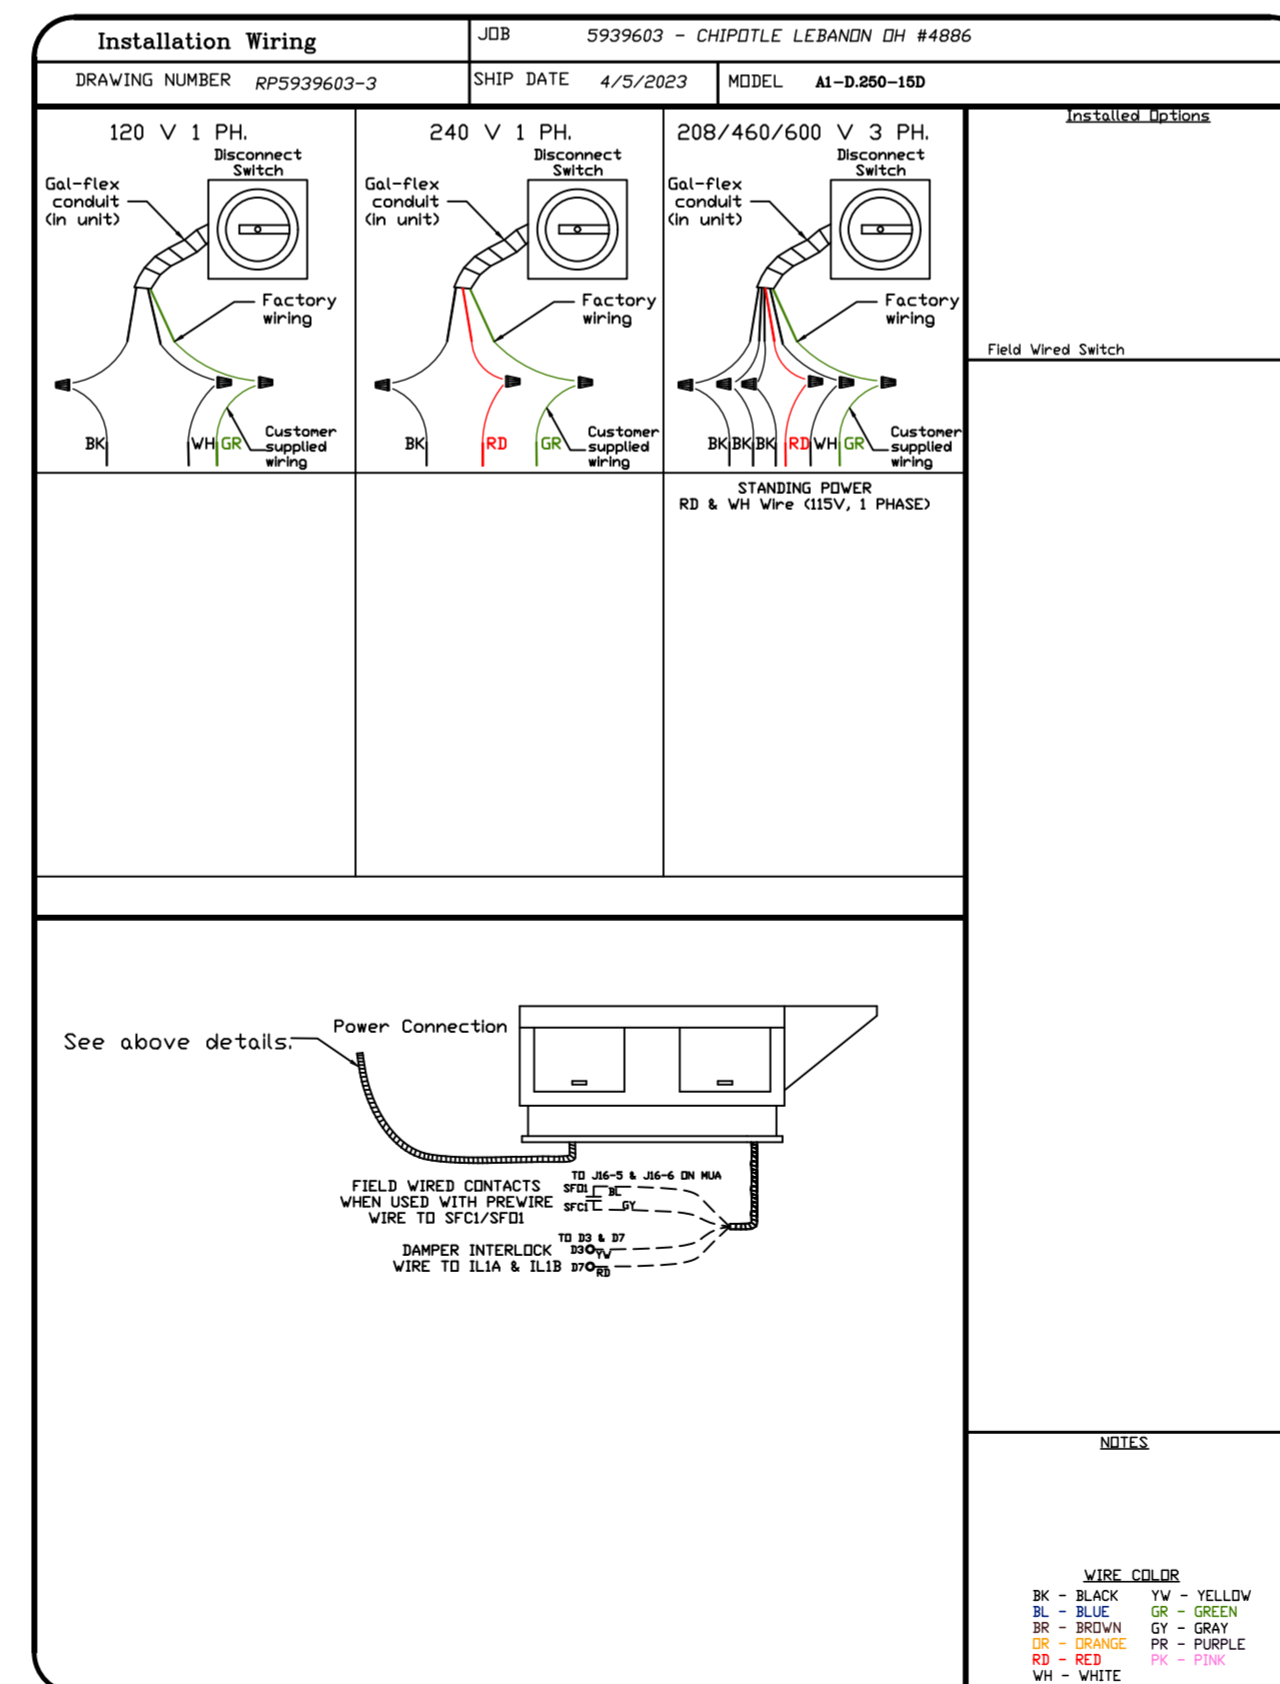 Installation Wiring
JOB 5939603 - CHIPOTLE LEBANON OH #4886
DRAWING NUMBER RP5939603-3
SHIP DATE 4/5/2023
MODEL A1-D.250-15D
120 V 1 PH.
Disconnect
Switch
Gal-flex
conduit
(in unit)
Factory
wiring
BK
WH
GR
Customer
supplied
wiring
240 V 1 PH.
Disconnect
Switch
Gal-flex
conduit
(in unit)
Factory
wiring
BK
RD
GR
Customer
supplied
wiring
208/460/600 V 3 PH.
Disconnect
Switch
Gal-flex
conduit
(in unit)
Factory
wiring
BK
BK
BK
RD
WH
GR
Customer
supplied
wiring
STANDING POWER
RD & WH Wire (115V, 1 PHASE)
Installed Options
Field Wired Switch
See above details.
Power Connection
TO J16-5 & J16-6 ON MUA
FIELD WIRED CONTACTS
WHEN USED WITH PREWIRE
WIRE TO SFC1/SFO1
SFO1
BL
SFC1
GY
TO D3 & D7
DAMPER INTERLOCK
WIRE TO IL1A & IL1B
D3
YW
D7
RD
NOTES
WIRE COLOR
BK - BLACK YW - YELLOW
BL - BLUE GR - GREEN
BR - BROWN GY - GRAY
OR - ORANGE PR - PURPLE
RD - RED PK - PINK
WH - WHITE